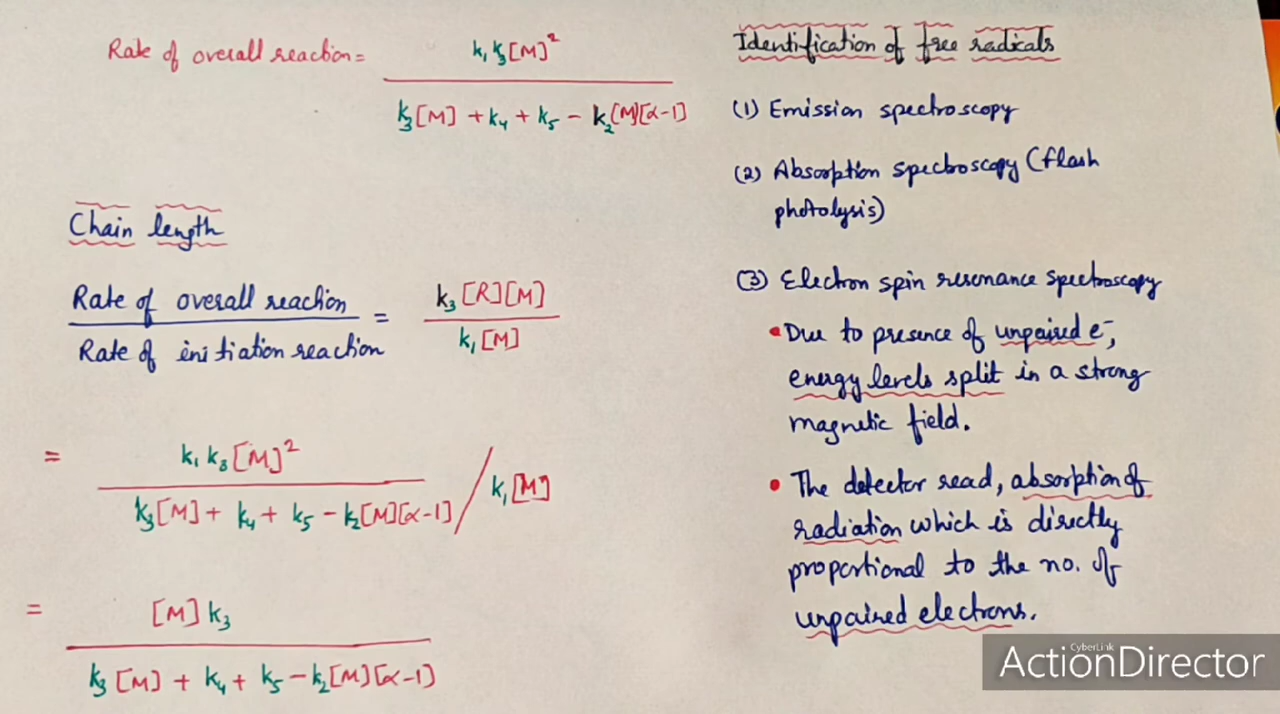 Rate of overall reaction = k₁k₃[M]²
k₃[M] + k₄ + k₅ - k₂[M][α-1]
Chain length
Rate of overall reaction = k₃[R][M]
Rate of initiation reaction k₁[M]
= k₁k₃[M]²
k₃[M] + k₄ + k₅ - k₂[M][α-1] / k₁[M]
= [M]k₃
k₃[M] + k₄ + k₅ - k₂[M][α-1]
Identification of free radicals
(1) Emission spectroscopy
(2) Absorption spectroscopy (flash
photolysis)
(3) Electron spin resonance spectroscopy
• Due to presence of unpaired e⁻,
energy levels split in a strong
magnetic field.
• The detector read, absorption of
radiation which is directly
proportional to the no. of
unpaired electrons.
CyberLink
ActionDirector